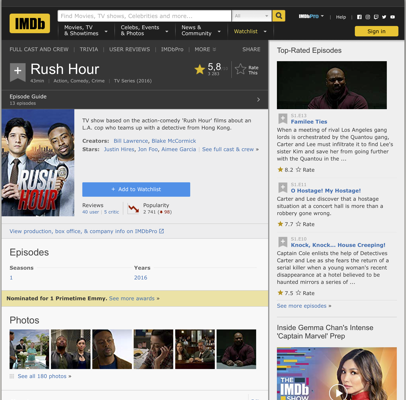 IMDb
Find Movies, TV shows, Celebrities and more...
All
IMDbPro
Help
Movies, TV & Showtimes
Celebs, Events & Photos
News & Community
Watchlist
Sign in
FULL CAST AND CREW | TRIVIA | USER REVIEWS | IMDbPro | MORE
SHARE
Rush Hour
43min | Action, Comedy, Crime | TV Series (2016)
5,8
Rate This
Episode Guide
13 episodes
RUSH HOUR
TV show based on the action-comedy 'Rush Hour' films about an L.A. cop who teams up with a detective from Hong Kong.
Creators: Bill Lawrence, Blake McCormick
Stars: Justin Hires, Jon Foo, Aimee Garcia | See full cast & crew »
+ Add to Watchlist
Reviews
40 user | 5 critic
Popularity
2 741
View production, box office, & company info on IMDbPro
Episodes
Seasons
Years
1
2016
Nominated for 1 Primetime Emmy. See more awards »
Photos
See all 180 photos »
Top-Rated Episodes
S1.E13
Familee Ties
When a meeting of rival Los Angeles gang
lords is orchestrated by the Quantou gang,
Carter and Lee must infiltrate it to find Lee's
sister Kim and save her from going further
with the Quantou in the ...
8.2 Rate
S1.E11
O Hostage! My Hostage!
Carter and Lee discover that a hostage
situation at a concert hall is more than a
robbery gone wrong.
7.7 Rate
S1.E10
Knock, Knock... House Creeping!
Captain Cole enlists the help of Detectives
Carter and Lee as she fears the return of a
serial killer when a young woman's recent
disappearance at a hotel believed to be
haunted mirrors a series of ...
7.5 Rate
See more episodes »
Inside Gemma Chan's Intense
'Captain Marvel' Prep
THE IMDb SHOW